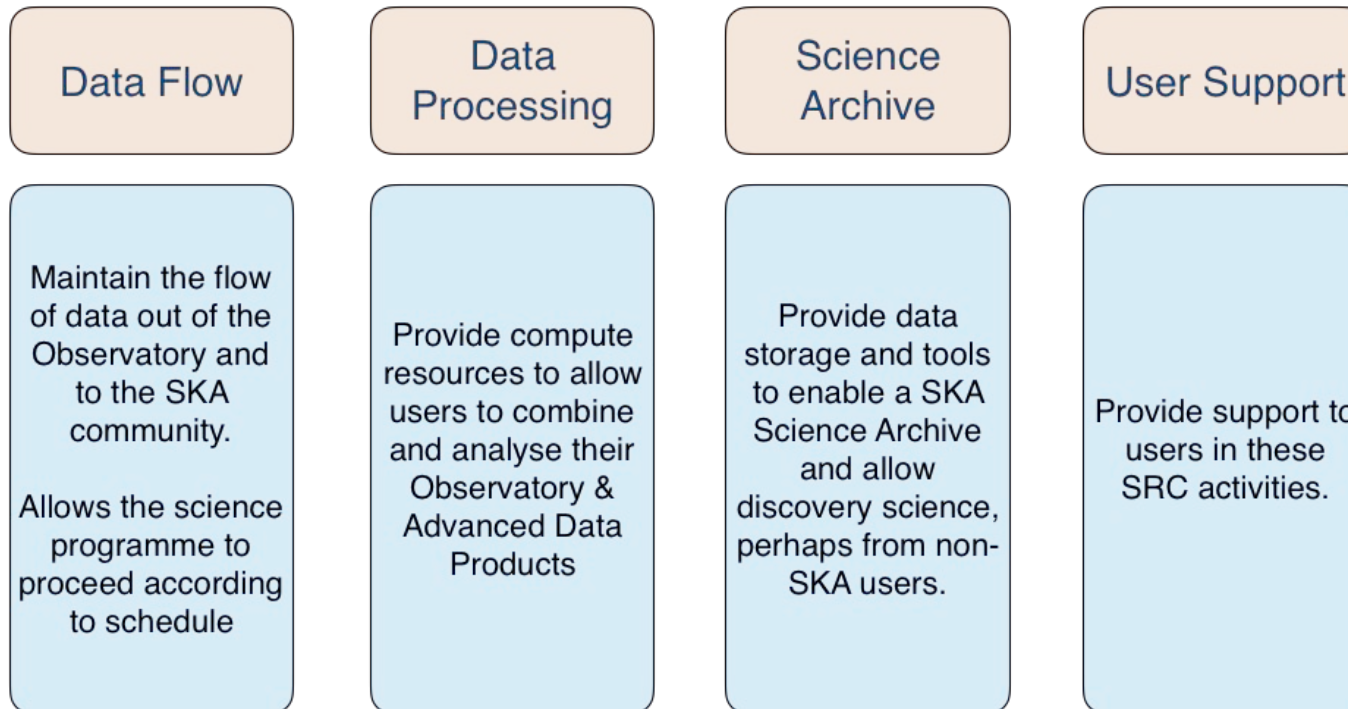 Data Flow
Data
Processing
Science
Archive
User Support
Maintain the flow
of data out of the
Observatory and
to the SKA
community.
Allows the science
programme to
proceed according
to schedule
Provide compute
resources to allow
users to combine
and analyse their
Observatory &
Advanced Data
Products
Provide data
storage and tools
to enable a SKA
Science Archive
and allow
discovery science,
perhaps from non-
SKA users.
Provide support to
users in these
SRC activities.